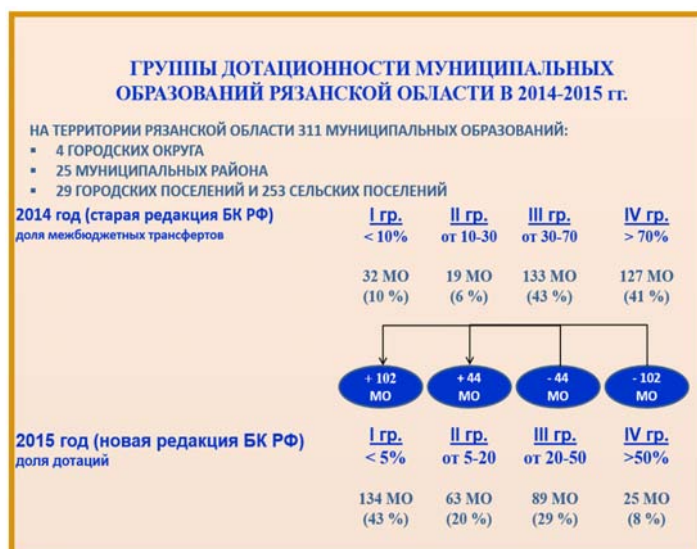 ГРУППЫ ДОТАЦИОННОСТИ МУНИЦИПАЛЬНЫХ
ОБРАЗОВАНИЙ РЯЗАНСКОЙ ОБЛАСТИ В 2014-2015 гг.
НА ТЕРРИТОРИИ РЯЗАНСКОЙ ОБЛАСТИ 311 МУНИЦИПАЛЬНЫХ ОБРАЗОВАНИЙ:
▪ 4 ГОРОДСКИХ ОКРУГА
▪ 25 МУНИЦИПАЛЬНЫХ РАЙОНА
▪ 29 ГОРОДСКИХ ПОСЕЛЕНИЙ И 253 СЕЛЬСКИХ ПОСЕЛЕНИЙ
2014 год (старая редакция БК РФ) I гр. II гр. III гр. IV гр.
доля межбюджетных трансфертов < 10% от 10-30 от 30-70 > 70%
32 МО 19 МО 133 МО 127 МО
(10 %) (6 %) (43 %) (41 %)
+ 102 + 44 - 44 - 102
МО МО МО МО
2015 год (новая редакция БК РФ) I гр. II гр. III гр. IV гр.
доля дотаций < 5% от 5-20 от 20-50 >50%
134 МО 63 МО 89 МО 25 МО
(43 %) (20 %) (29 %) (8 %)